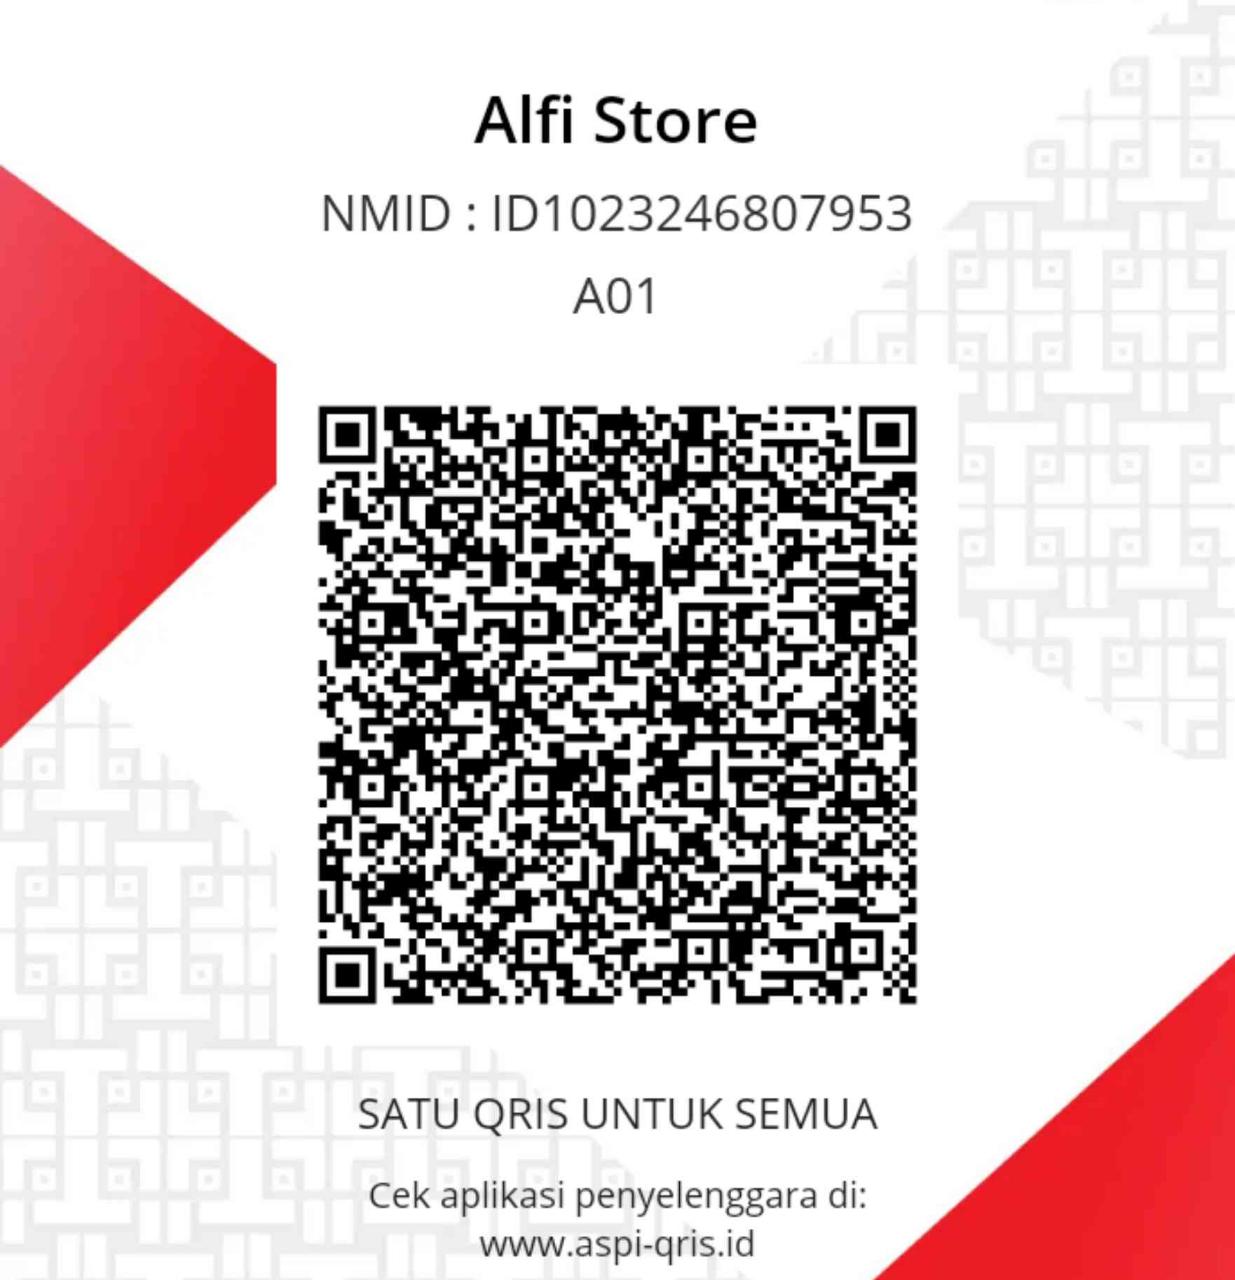 Alfi Store
NMID : ID1023246807953
A01
SATU QRIS UNTUK SEMUA
Cek aplikasi penyelenggara di:
www.aspi-qris.id